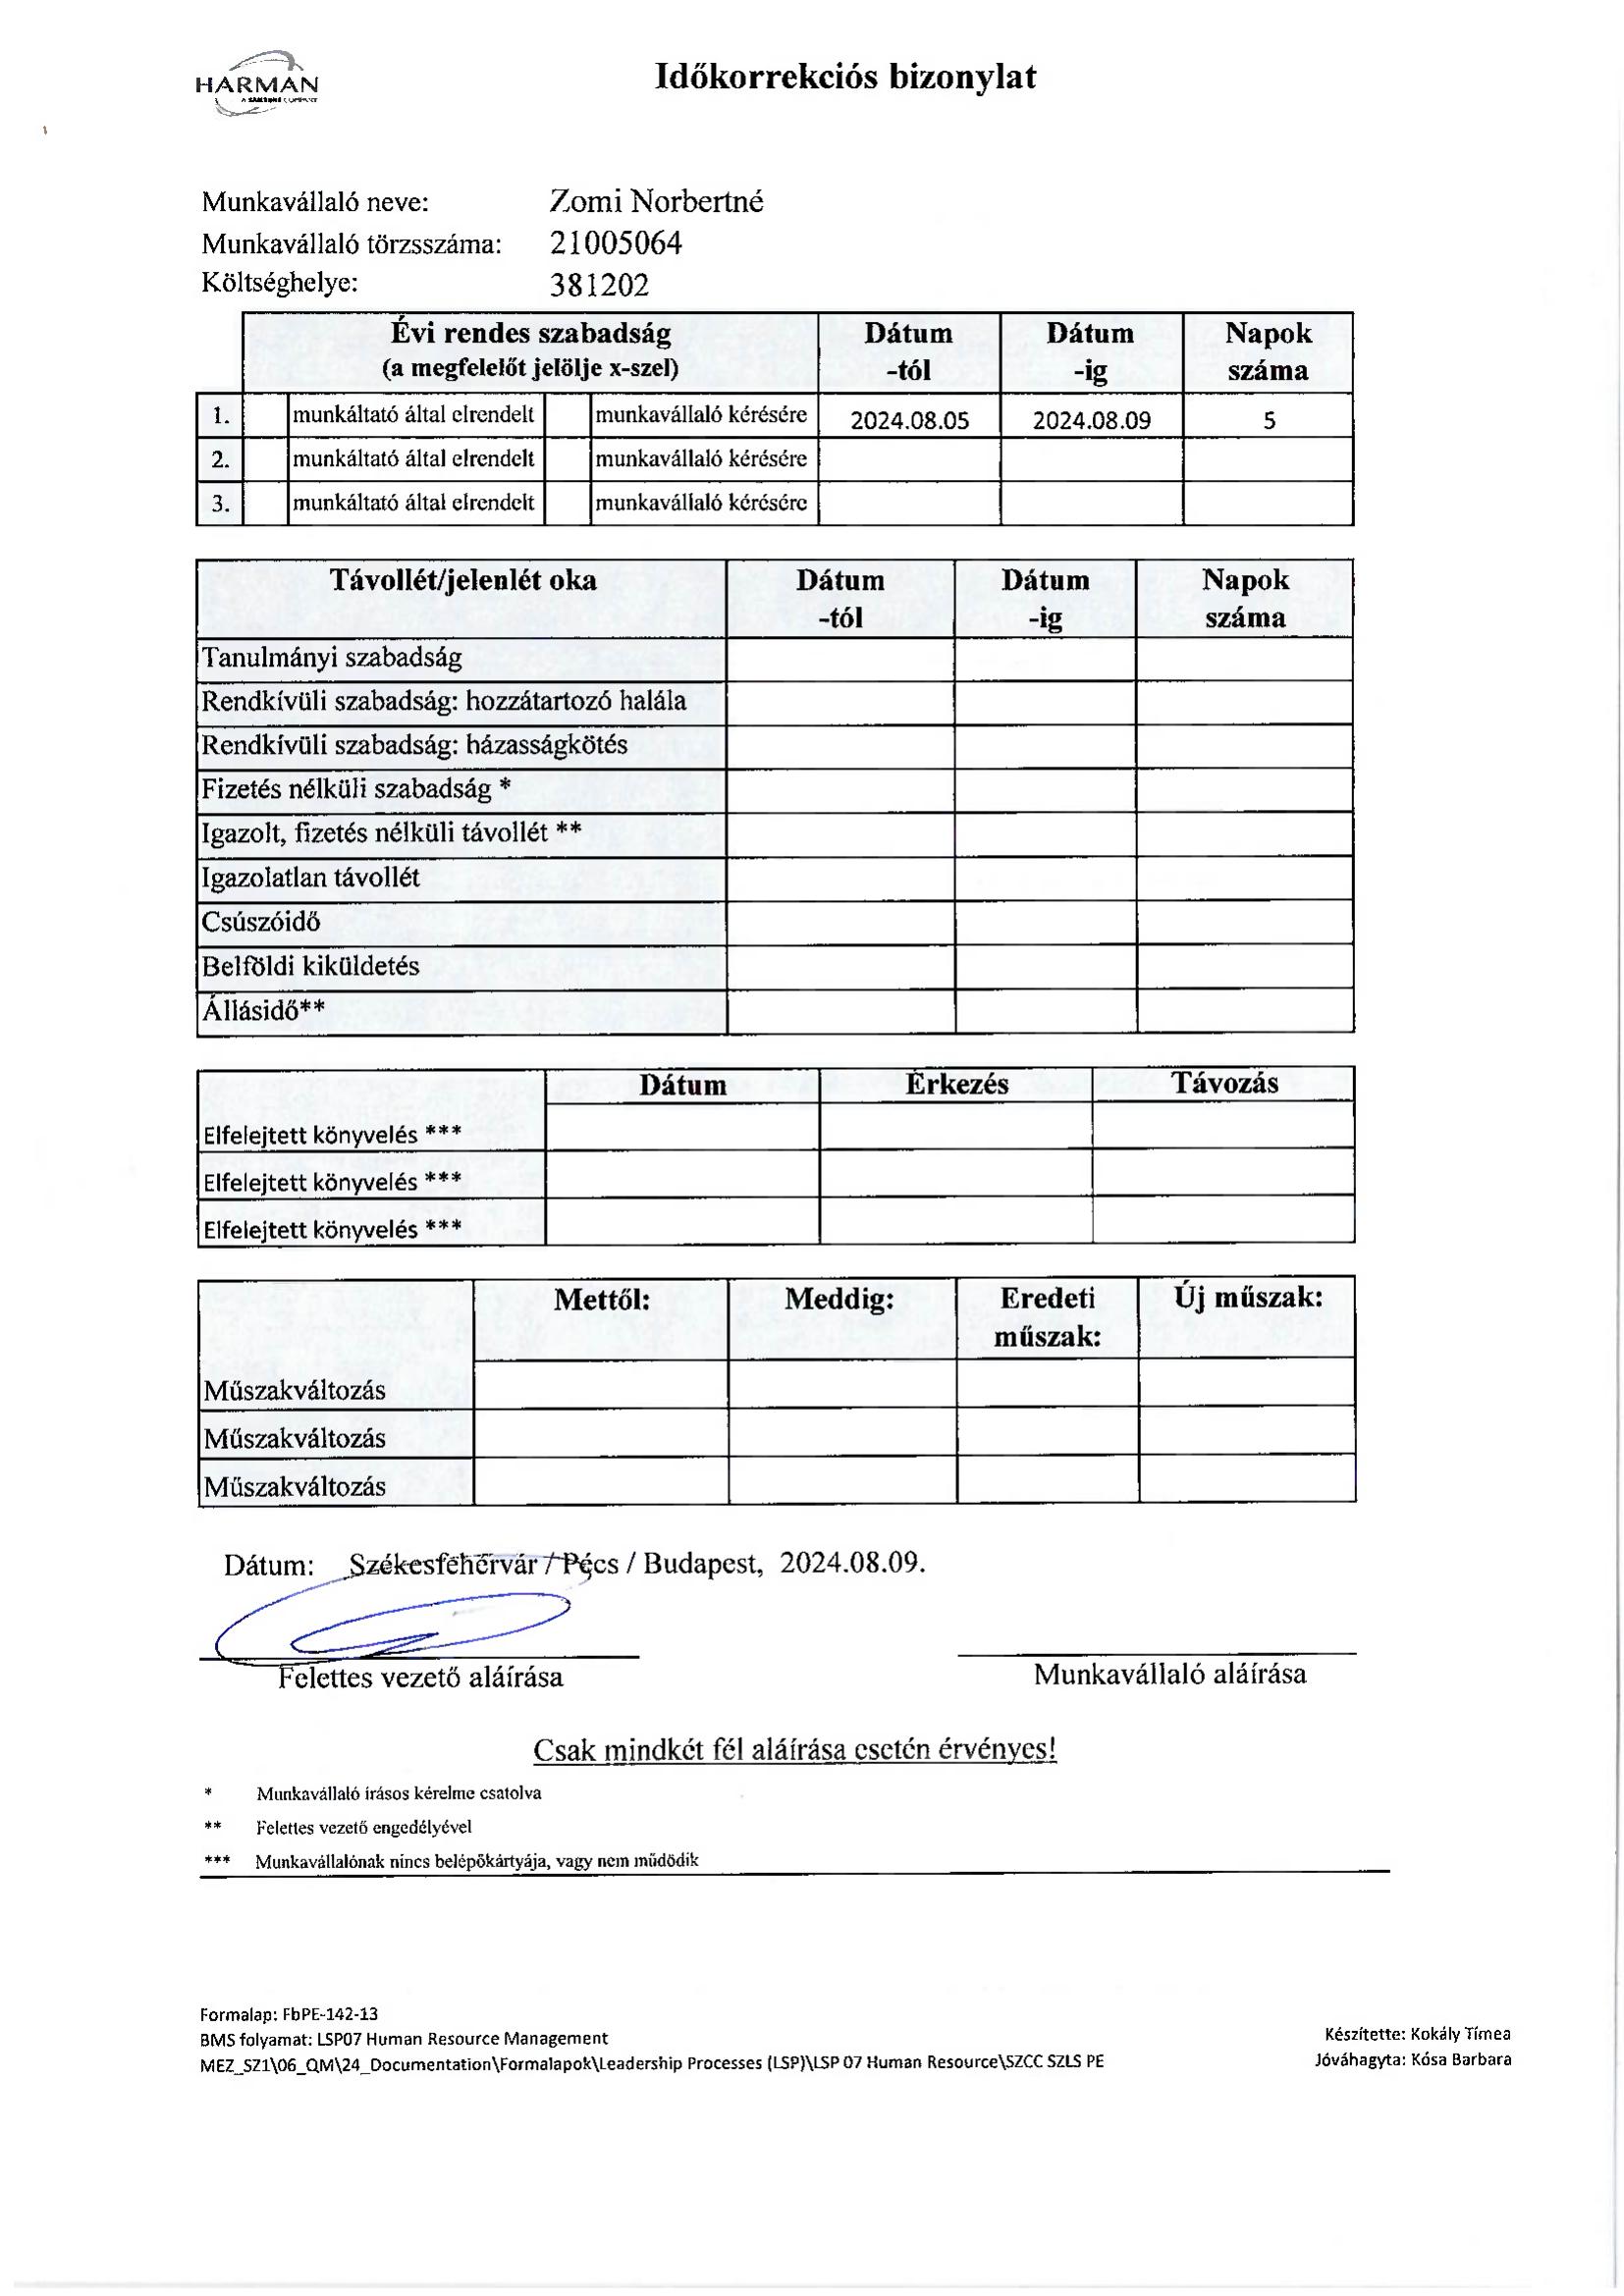 HARMAN
A SAMSUNG COMPANY
Időkorrekciós bizonylat
Munkavállaló neve: Zomi Norbertné
Munkavállaló törzsszáma: 21005064
Költséghelye: 381202
Évi rendes szabadság (a megfelelőt jelölje x-szel) Dátum -tól Dátum -ig Napok száma
1. munkáltató által elrendelt munkavállaló kérésére 2024.08.05 2024.08.09 5
2. munkáltató által elrendelt munkavállaló kérésére
3. munkáltató által elrendelt munkavállaló kérésére
Távollét/jelenlét oka Dátum -tól Dátum -ig Napok száma
Tanulmányi szabadság
Rendkívüli szabadság: hozzátartozó halála
Rendkívüli szabadság: házasságkötés
Fizetés nélküli szabadság *
Igazolt, fizetés nélküli távollét **
Igazolatlan távollét
Csúszóidő
Belföldi kiküldetés
Állásidő**
Dátum Érkezés Távozás
Elfelejtett könyvelés ***
Elfelejtett könyvelés ***
Elfelejtett könyvelés ***
Mettől: Meddig: Eredeti műszak: Új műszak:
Műszakváltozás
Műszakváltozás
Műszakváltozás
Dátum: Székesfehérvár / Pécs / Budapest, 2024.08.09.
Felettes vezető aláírása Munkavállaló aláírása
Csak mindkét fél aláírása esetén érvényes!
* Munkavállaló írásos kérelme csatolva
** Felettes vezető engedélyével
*** Munkavállalónak nincs belépőkártyája, vagy nem műdödik
Formalap: FbPE-142-13
BMS folyamat: LSP07 Human Resource Management
MEZ_SZ1\06_QM\24_Documentation\Formalapok\Leadership Processes (LSP)\LSP 07 Human Resource\SZCC SZLS PE
Készítette: Kokály Tímea
Jóváhagyta: Kósa Barbara